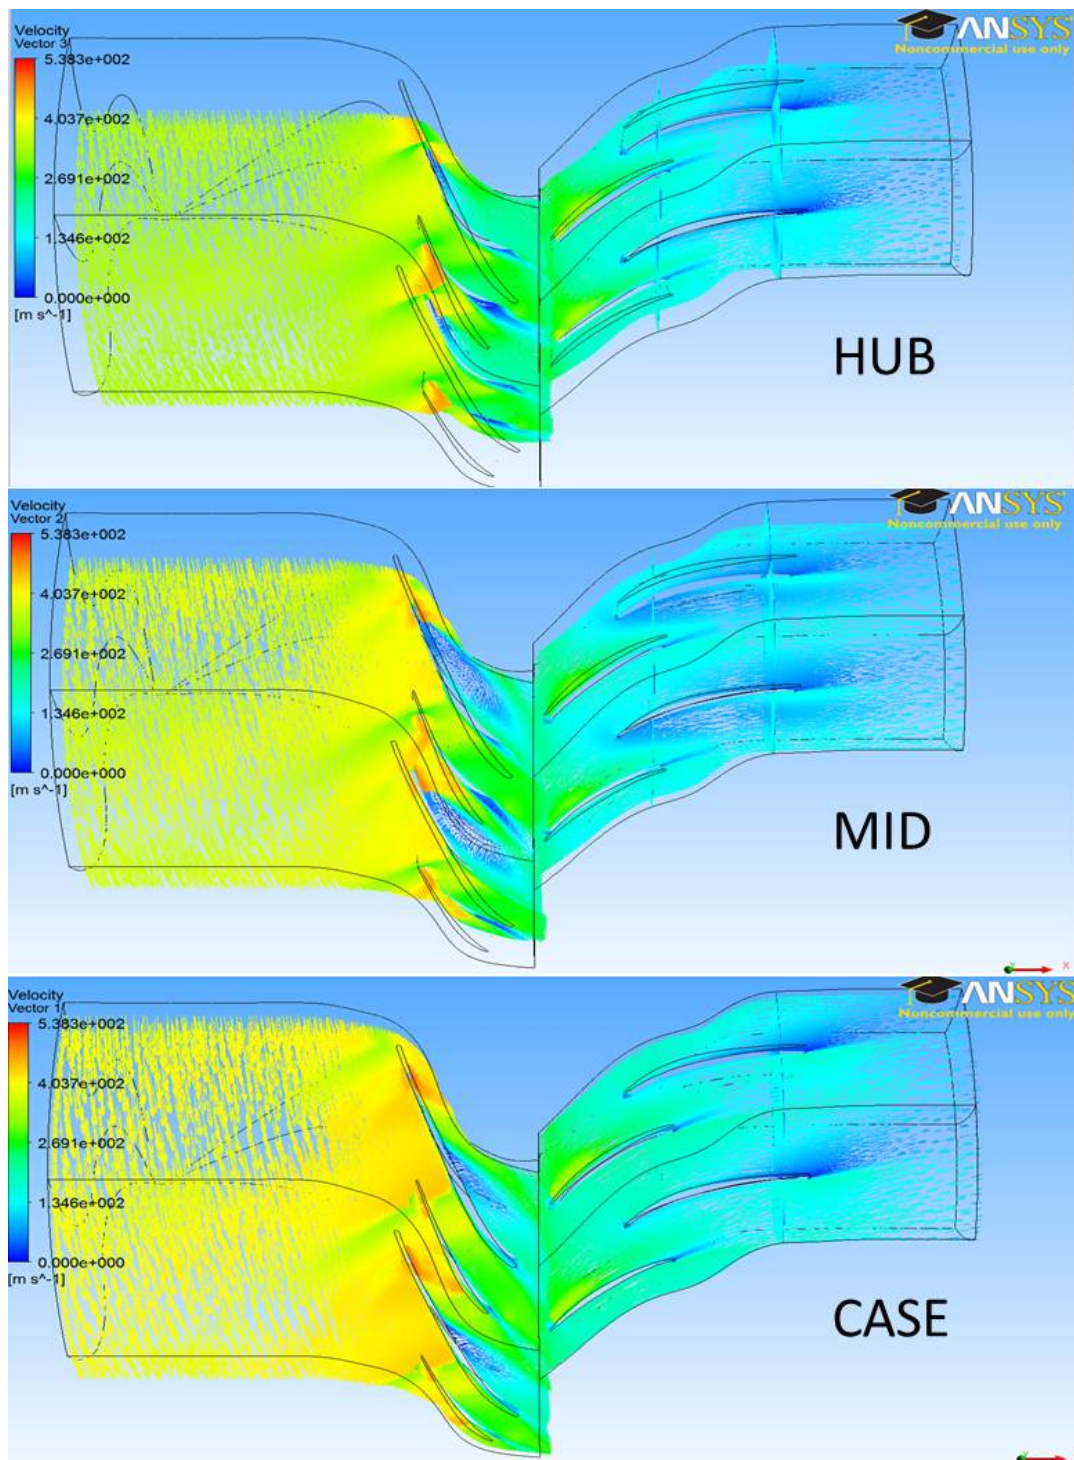 Velocity
Vector 3
5.383e+002
4.037e+002
2.691e+002
1.346e+002
0.000e+000
[m s^-1]
ANSYS
Noncommercial use only
HUB
Velocity
Vector 2
5.383e+002
4.037e+002
2.691e+002
1.346e+002
0.000e+000
[m s^-1]
ANSYS
Noncommercial use only
MID
Y
X
Velocity
Vector 1
5.383e+002
4.037e+002
2.691e+002
1.346e+002
0.000e+000
[m s^-1]
ANSYS
Noncommercial use only
CASE